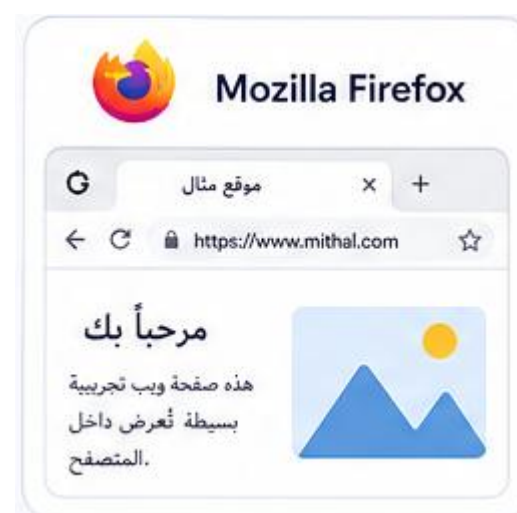 Mozilla Firefox
موقع مثال
https://www.mithal.com
مرحباً بك
هذه صفحة ويب تجريبية
بسيطة تُعرض داخل
المتصفح.